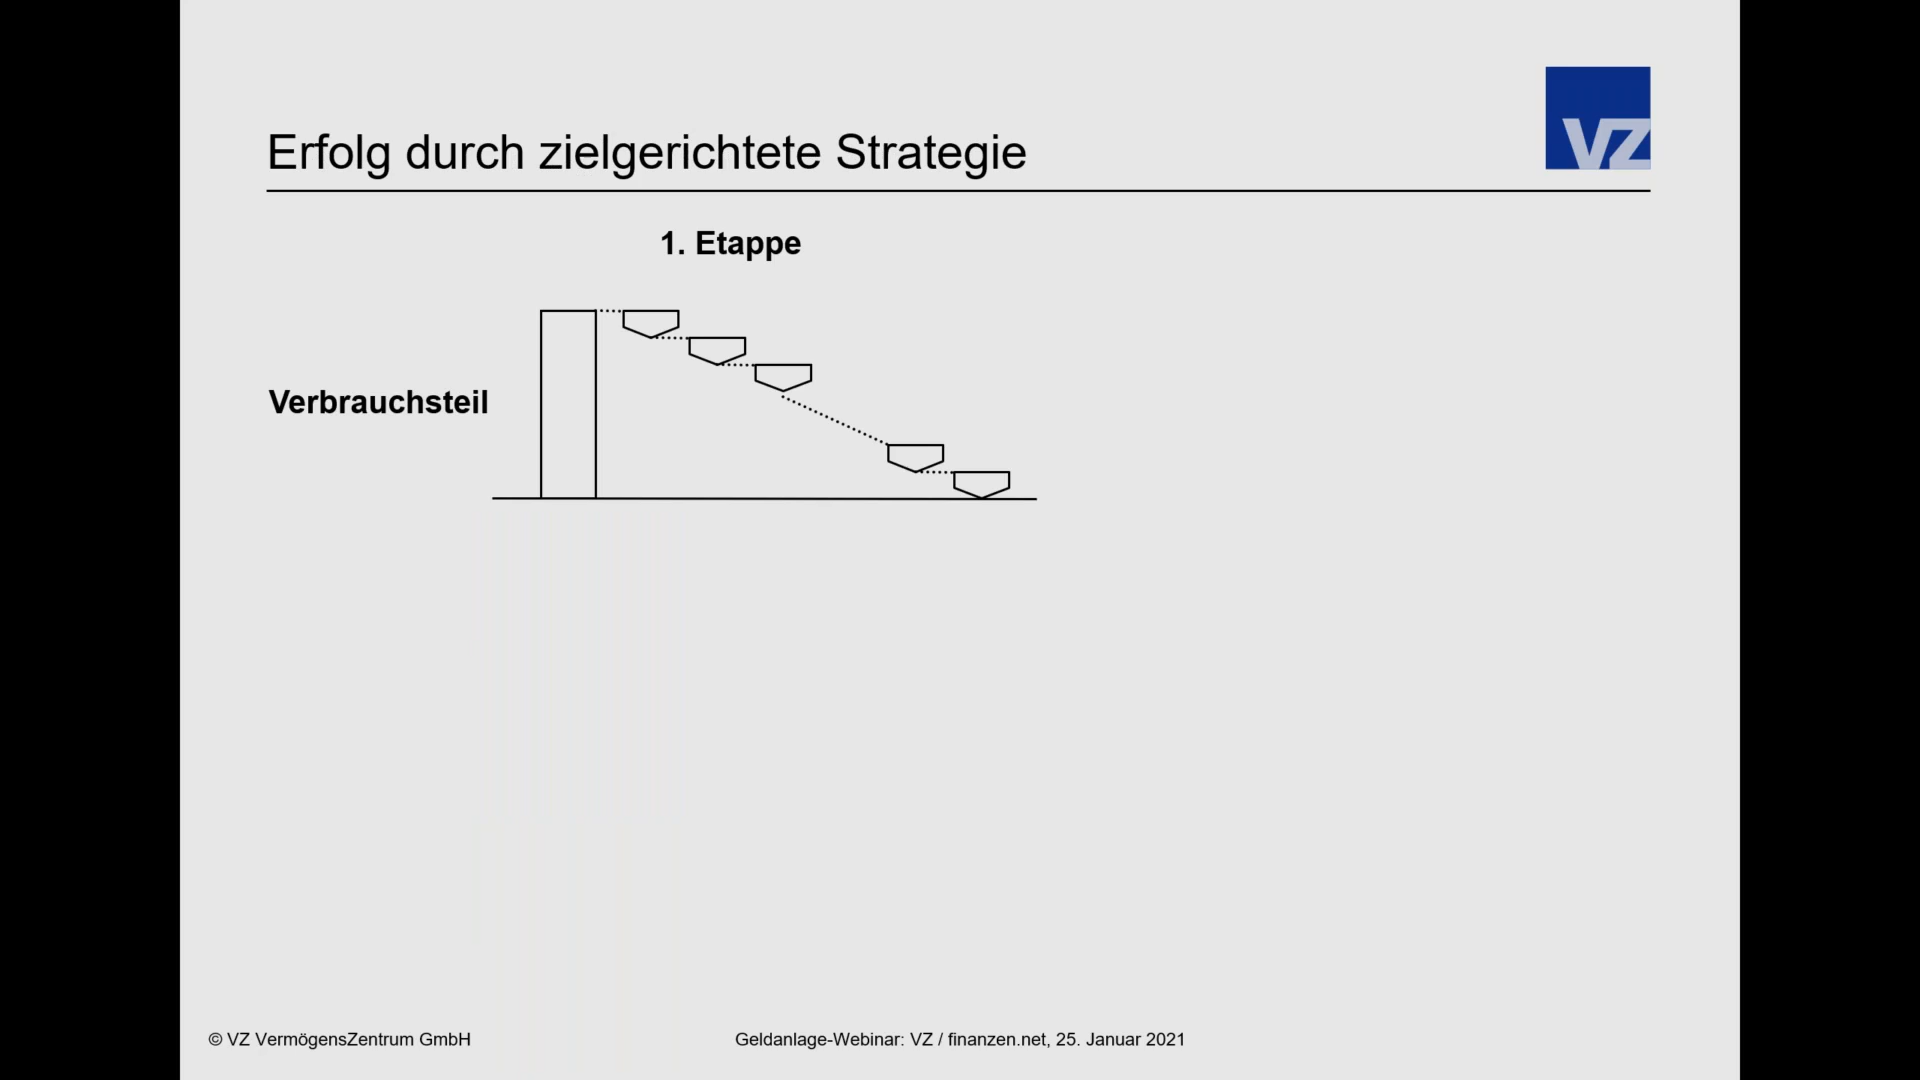 Erfolg durch zielgerichtete Strategie
VZ
1. Etappe
Verbrauchsteil
© VZ VermögensZentrum GmbH
Geldanlage-Webinar: VZ / finanzen.net, 25. Januar 2021